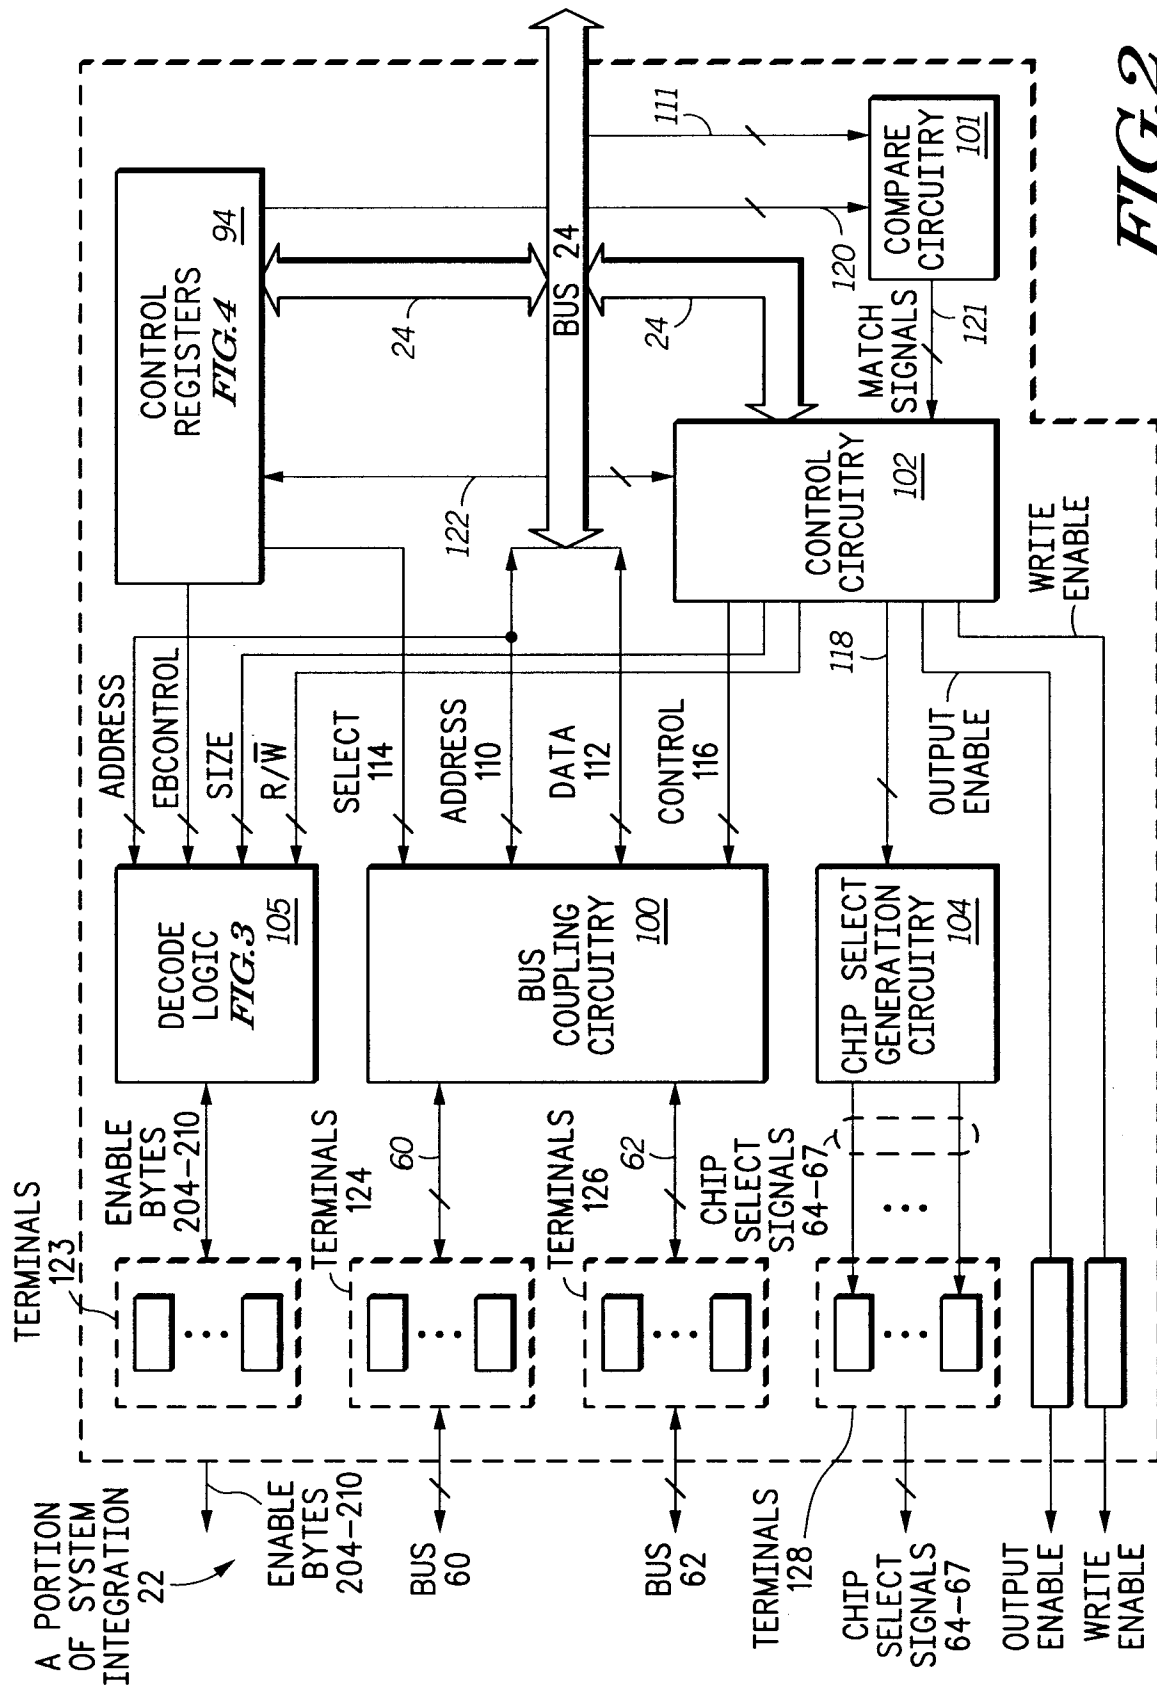 A PORTION
OF SYSTEM
INTEGRATION
22
TERMINALS
123
ENABLE
BYTES
204-210
ENABLE
BYTES
204-210
DECODE
LOGIC
FIG.3
105
ADDRESS
EBCONTROL
SIZE
R/W̅
CONTROL
REGISTERS
FIG.4
94
BUS
60
TERMINALS
124
60
BUS
COUPLING
CIRCUITRY
100
SELECT
114
ADDRESS
110
DATA
112
CONTROL
116
122
24
BUS 24
24
111
120
BUS
62
TERMINALS
126
62
TERMINALS
128
CHIP
SELECT
SIGNALS
64-67
CHIP
SELECT
SIGNALS
64-67
CHIP SELECT
GENERATION
CIRCUITRY
104
118
CONTROL
CIRCUITRY
102
MATCH
SIGNALS
121
COMPARE
CIRCUITRY
101
OUTPUT
ENABLE
WRITE
ENABLE
OUTPUT
ENABLE
WRITE
ENABLE
FIG.2